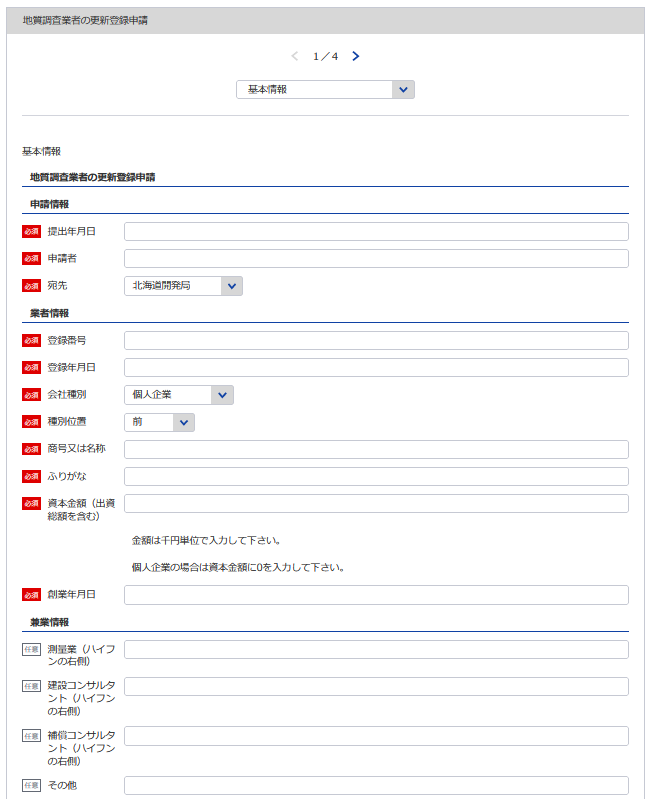 地質調査業者の更新登録申請
1／4
基本情報
基本情報
地質調査業者の更新登録申請
申請情報
必須 提出年月日
必須 申請者
必須 宛先 北海道開発局
業者情報
必須 登録番号
必須 登録年月日
必須 会社種別 個人企業
必須 種別位置 前
必須 商号又は名称
必須 ふりがな
必須 資本金額（出資
総額を含む）
金額は千円単位で入力して下さい。
個人企業の場合は資本金額に0を入力して下さい。
必須 創業年月日
兼業情報
任意 測量業（ハイフ
ンの右側）
任意 建設コンサルタ
ント（ハイフン
の右側）
任意 補償コンサルタ
ント（ハイフン
の右側）
任意 その他